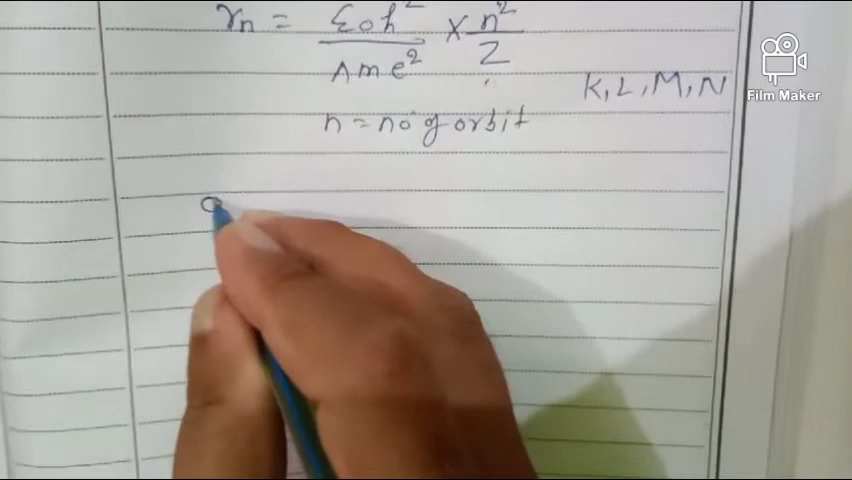 rn = ε0h² / πme² × n² / Z
K, L, M, N
n = no of orbit
Film Maker